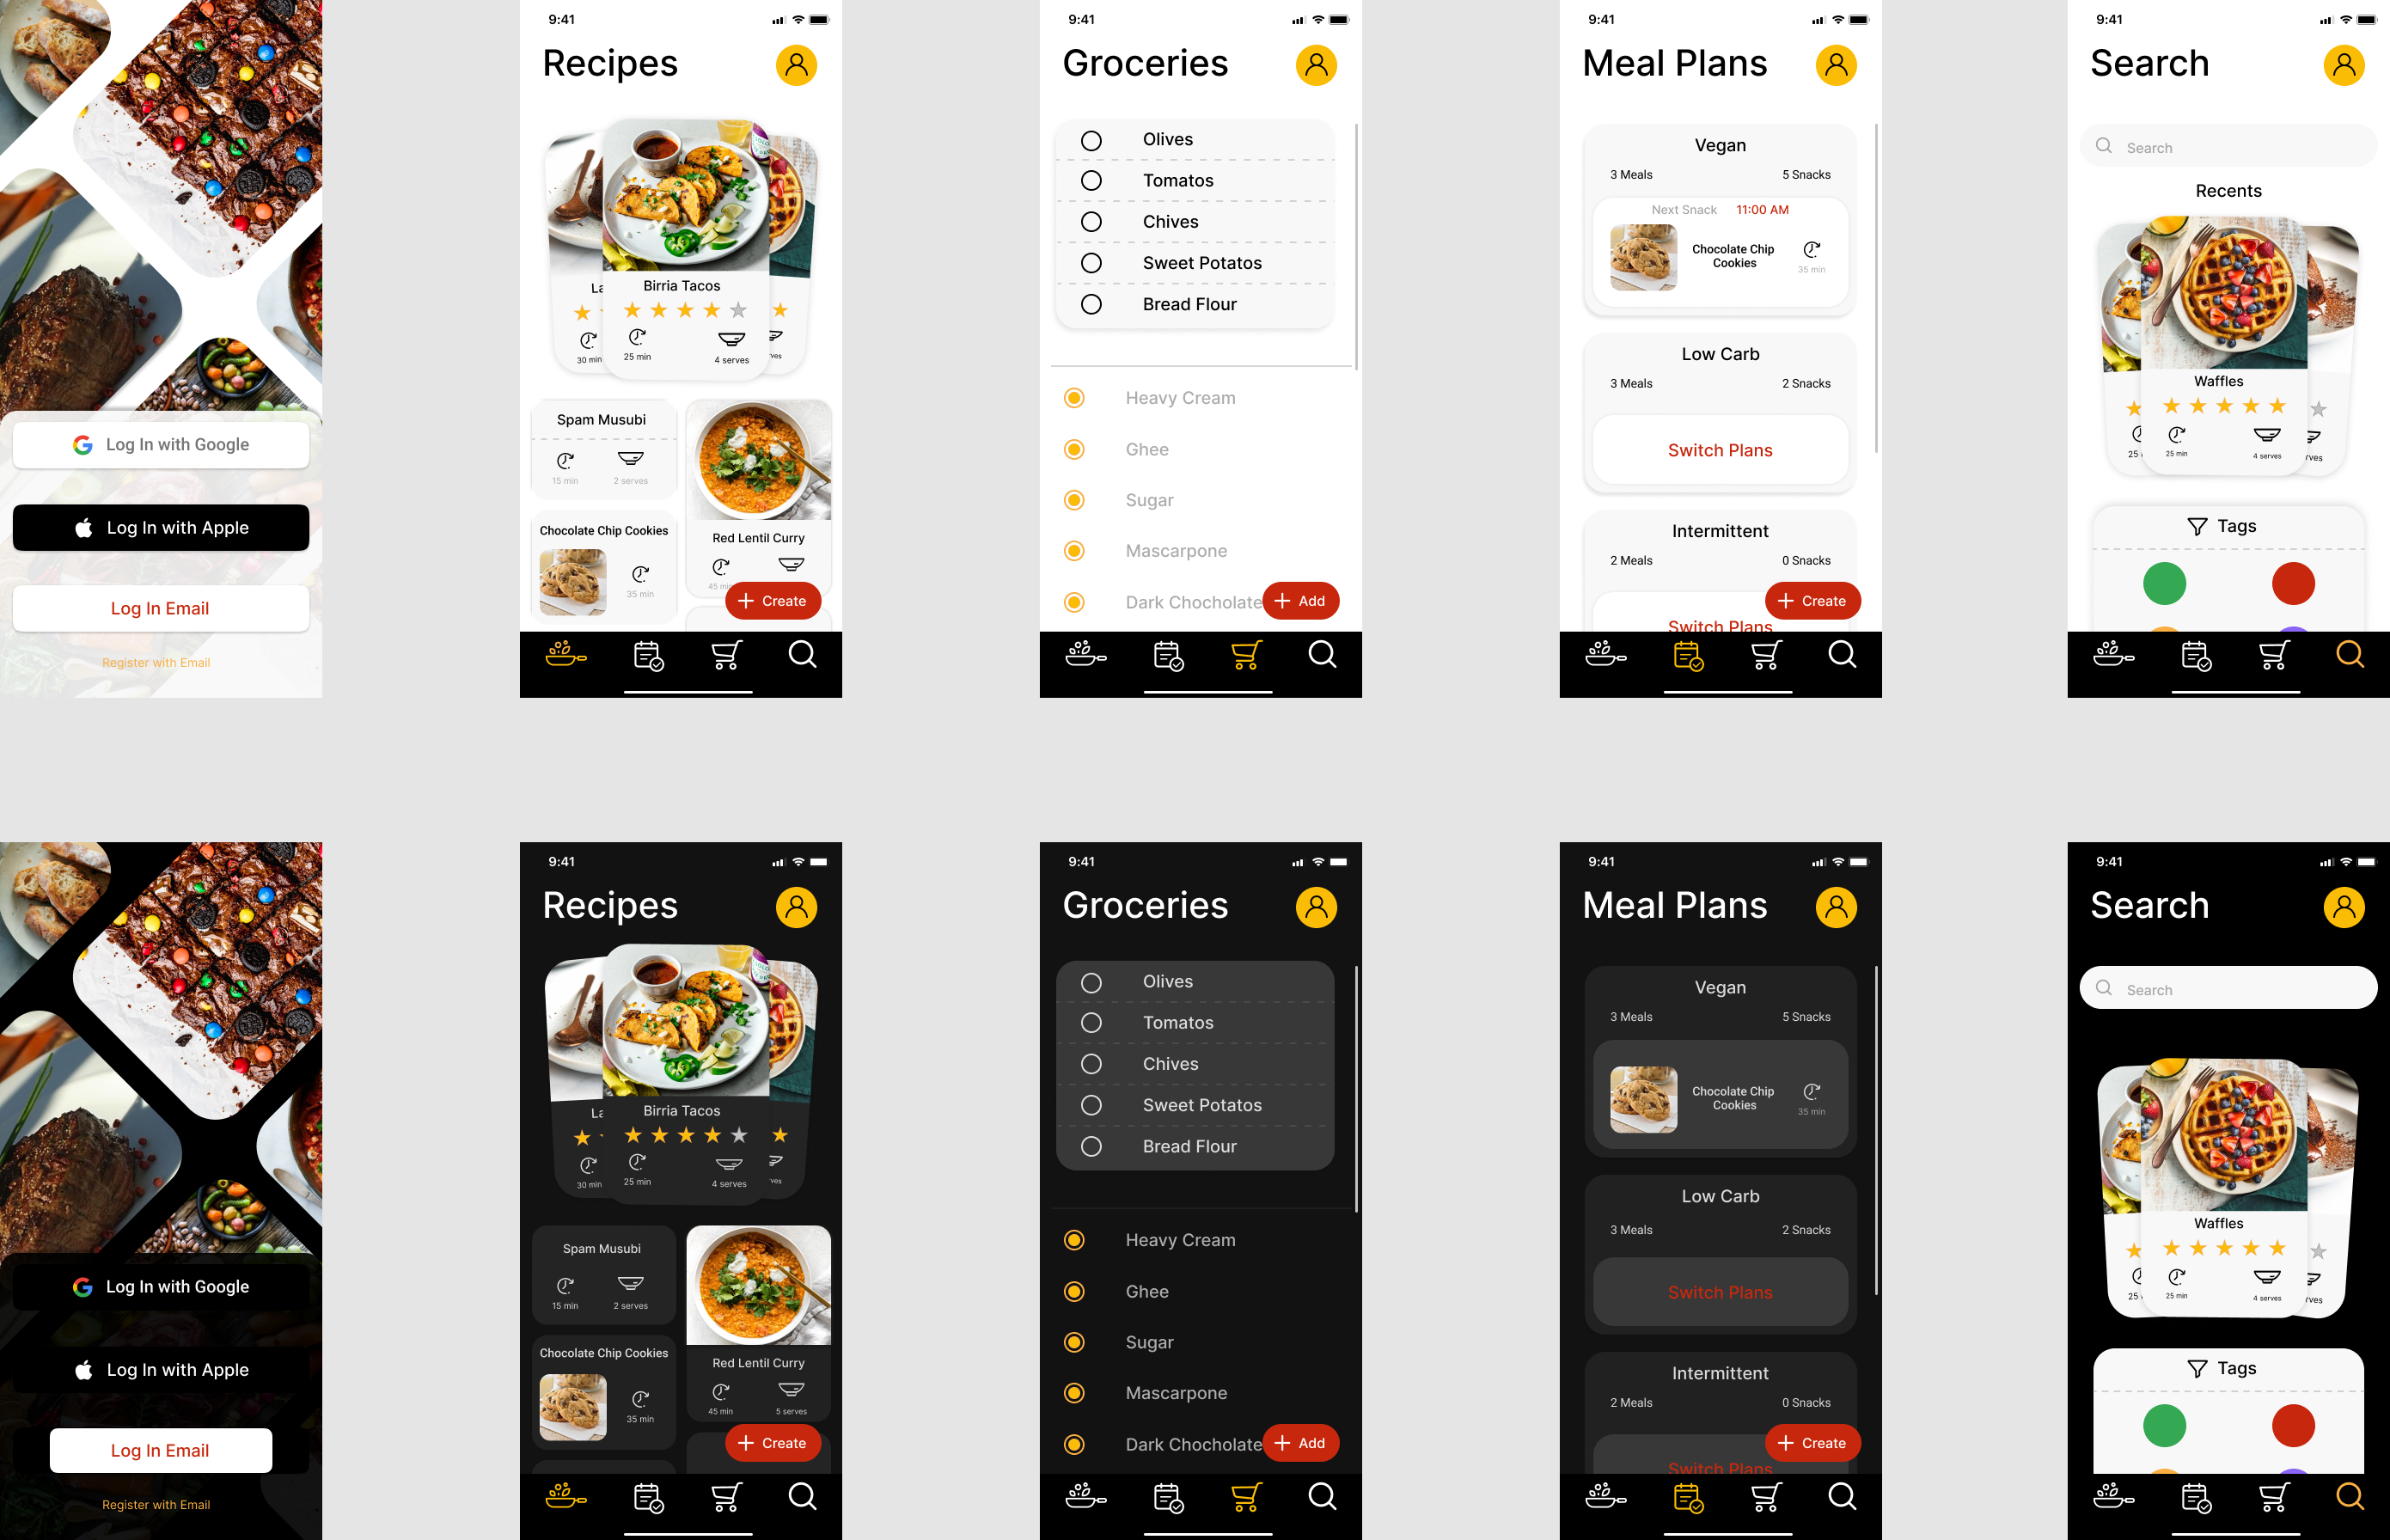 Log In with Google
Log In with Apple
Log In Email
Register with Email
9:41
Recipes
La
Birria Tacos
30 min
25 min
4 serves
ves
Spam Musubi
15 min
2 serves
Chocolate Chip Cookies
35 min
Red Lentil Curry
45 min
+ Create
9:41
Groceries
Olives
Tomatos
Chives
Sweet Potatos
Bread Flour
Heavy Cream
Ghee
Sugar
Mascarpone
Dark Chocholate
+ Add
9:41
Meal Plans
Vegan
3 Meals 5 Snacks
Next Snack 11:00 AM
Chocolate Chip
Cookies
35 min
Low Carb
3 Meals 2 Snacks
Switch Plans
Intermittent
2 Meals 0 Snacks
Switch Plans
+ Create
9:41
Search
Search
Recents
Waffles
25
25 min
4 serves
rves
Tags
Log In with Google
Log In with Apple
Log In Email
Register with Email
9:41
Recipes
La
Birria Tacos
30 min
25 min
4 serves
ves
Spam Musubi
15 min
2 serves
Chocolate Chip Cookies
35 min
Red Lentil Curry
45 min
5 serves
+ Create
9:41
Groceries
Olives
Tomatos
Chives
Sweet Potatos
Bread Flour
Heavy Cream
Ghee
Sugar
Mascarpone
Dark Chocholate
+ Add
9:41
Meal Plans
Vegan
3 Meals 5 Snacks
Chocolate Chip
Cookies
35 min
Low Carb
3 Meals 2 Snacks
Switch Plans
Intermittent
2 Meals 0 Snacks
Switch Plans
+ Create
9:41
Search
Search
Waffles
25
25 min
4 serves
rves
Tags